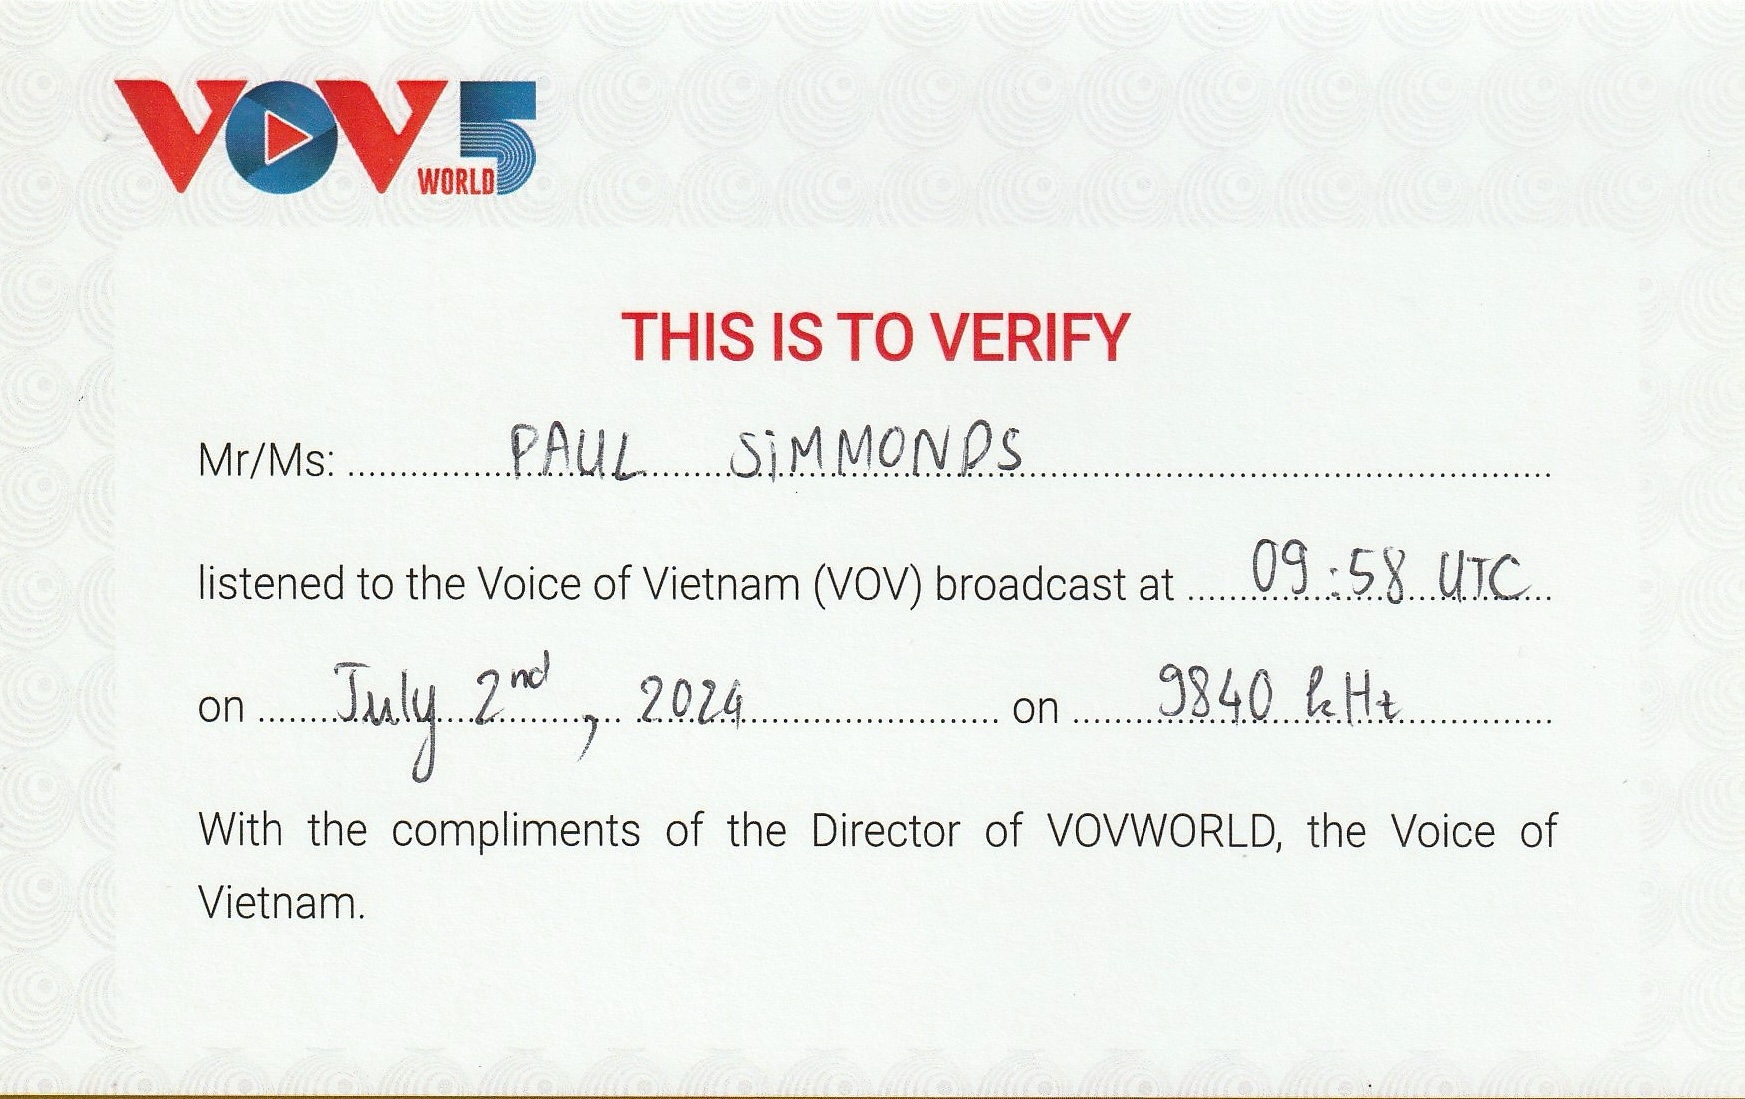 VOV5
WORLD
THIS IS TO VERIFY
Mr/Ms: PAUL SiMMONDS
listened to the Voice of Vietnam (VOV) broadcast at 09:58 UTC
on July 2nd, 2024 on 9840 kHz
With the compliments of the Director of VOVWORLD, the Voice of
Vietnam.